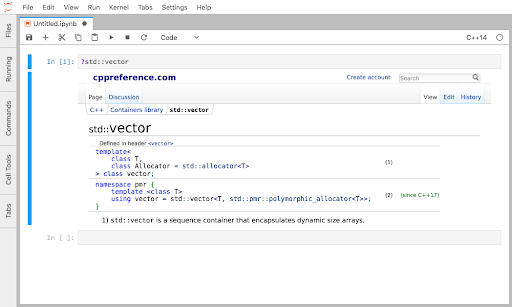 File Edit View Run Kernel Tabs Settings Help
Untitled.ipynb
Code
C++14
Files
Running
Commands
Cell Tools
Tabs
In [1]: ?std::vector
cppreference.com
Create account Search
Page Discussion View Edit History
C++ Containers library std::vector
std::vector
Defined in header <vector>
template<
class T,
class Allocator = std::allocator<T>
> class vector;
(1)
namespace pmr {
template <class T>
using vector = std::vector<T, std::pmr::polymorphic_allocator<T>>;
}
(2) (since C++17)
1) std::vector is a sequence container that encapsulates dynamic size arrays.
In [ ]: